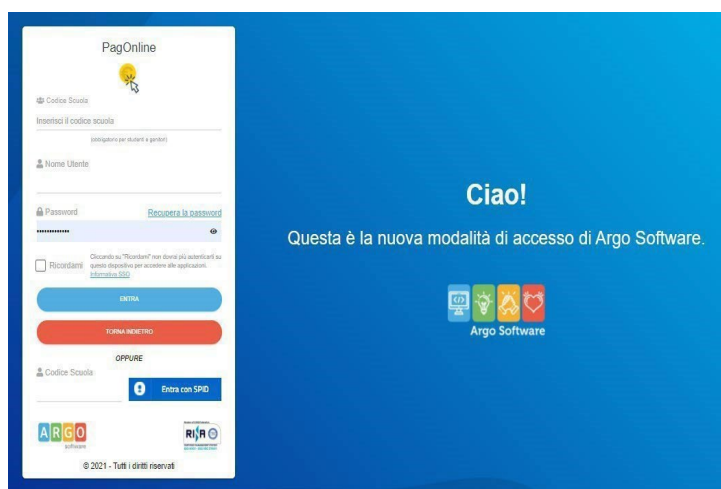 PagOnline
Codice Scuola
Inserisci il codice scuola
(obbligatorio per studenti e genitori)
Nome Utente
Password
Recupera la password
Ricordami
Cliccando su "Ricordami" non dovrai più autenticarti su
questo dispositivo per accedere alle applicazioni.
Informativa SSO
ENTRA
TORNA INDIETRO
OPPURE
Codice Scuola
Entra con SPID
ARGO
software
© 2021 - Tutti i diritti riservati
Ciao!
Questa è la nuova modalità di accesso di Argo Software.
Argo Software